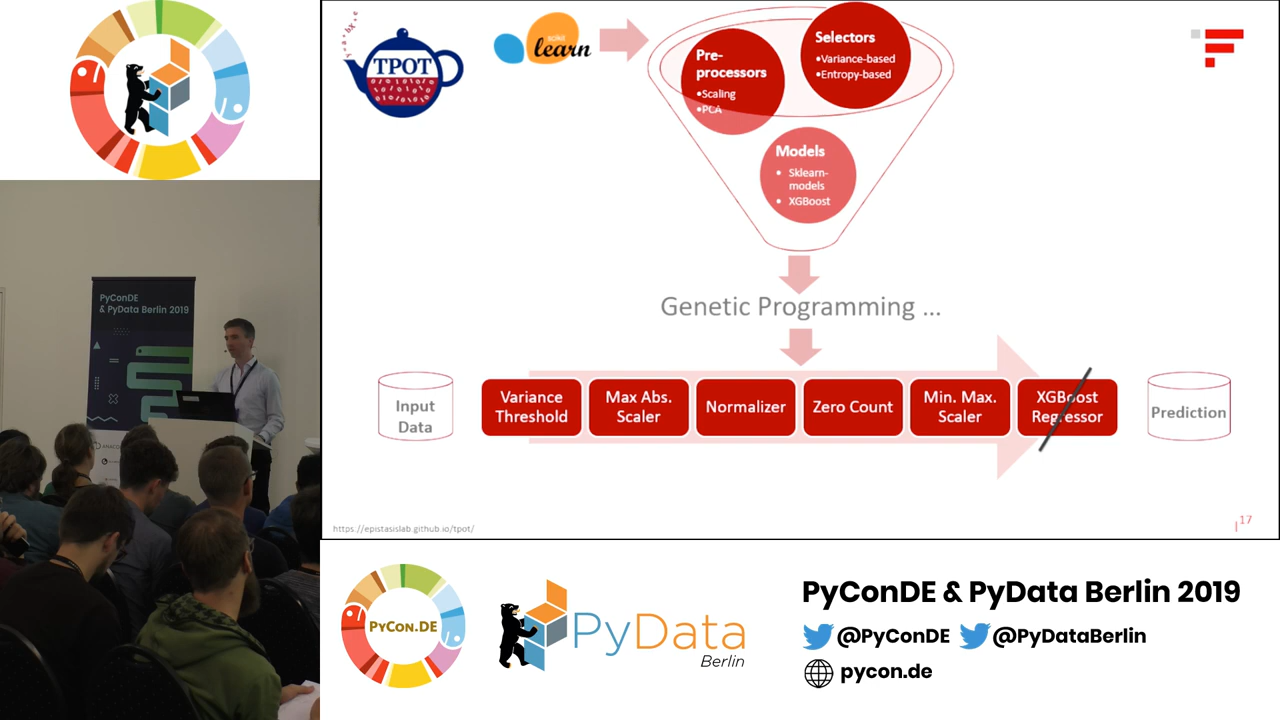 PyConDE
& PyData Berlin 2019
y = a * bX + e
TPOT
scikit
learn
Pre-
processors
•Scaling
•PCA
Selectors
•Variance-based
•Entropy-based
Models
• Sklearn-
models
• XGBoost
Genetic Programming ...
Input
Data
Variance
Threshold
Max Abs.
Scaler
Normalizer
Zero Count
Min. Max.
Scaler
XGBoost
Regressor
Prediction
https://epistasislab.github.io/tpot/
|17
PYCON.DE
PyData
Berlin
PyConDE & PyData Berlin 2019
@PyConDE @PyDataBerlin
pycon.de